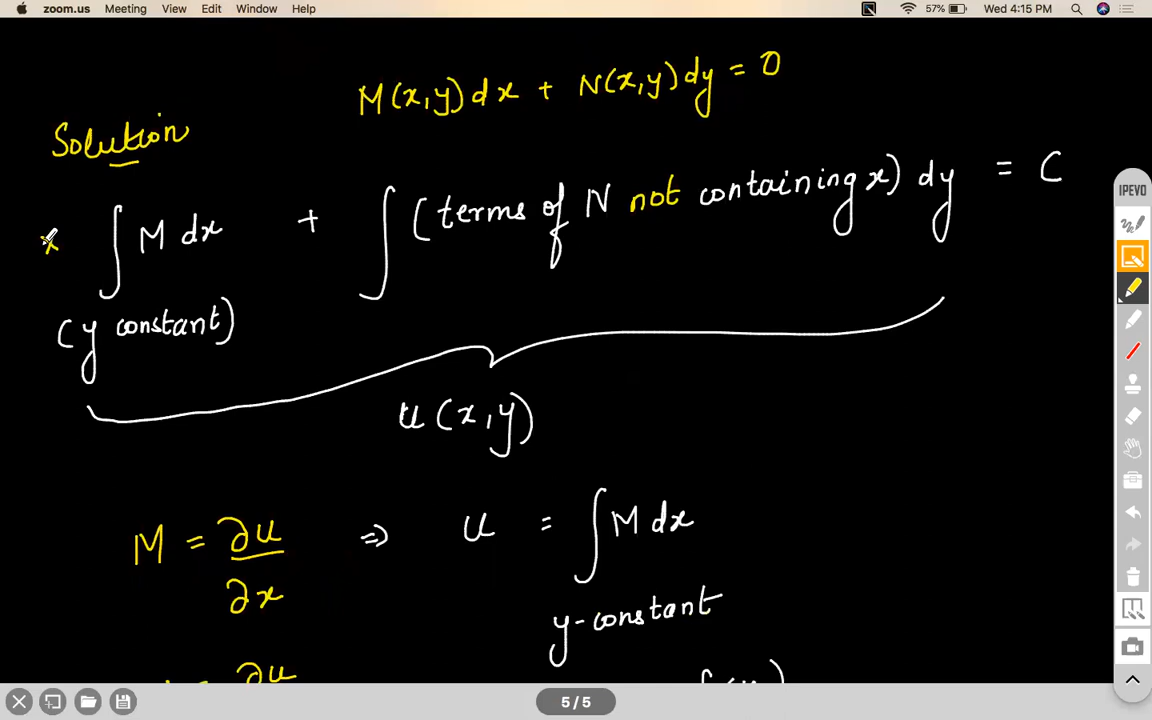 zoom.us Meeting View Edit Window Help 57% Wed 4:15 PM
M(x,y)dx + N(x,y)dy = 0
Solution
IPEVO
* ∫ M dx + ∫ (terms of N not containing x) dy = C
(y constant)
u(x,y)
M = ∂u/∂x ⇒ u = ∫ M dx
y-constant
5 / 5